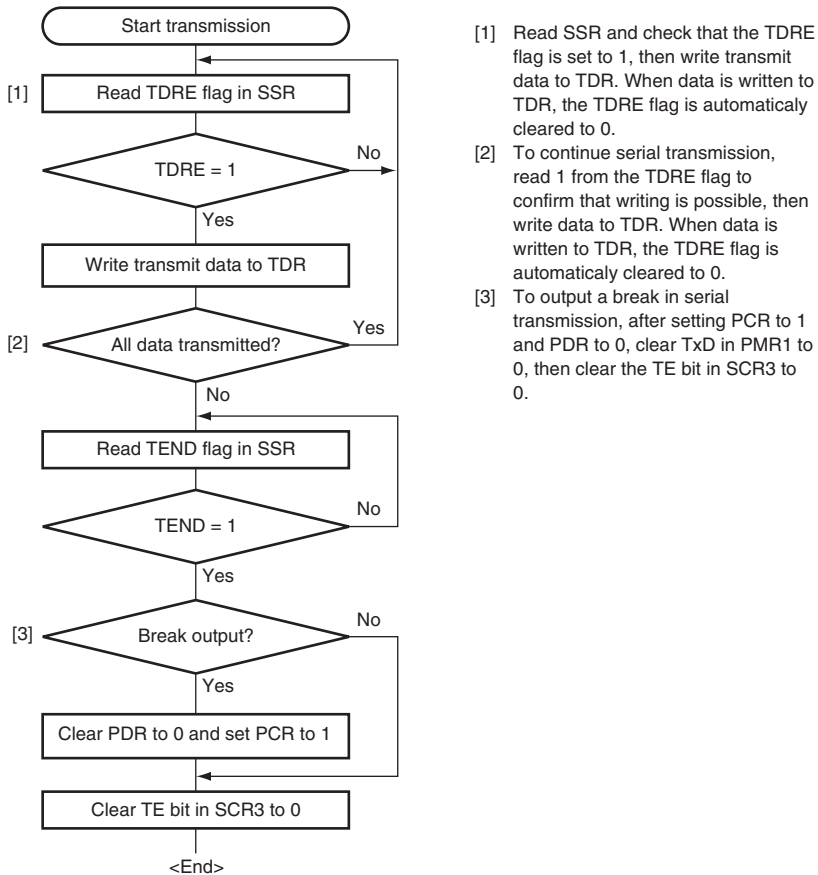 Start transmission
[1]
Read TDRE flag in SSR
TDRE = 1
No
Yes
Write transmit data to TDR
[2]
All data transmitted?
Yes
No
Read TEND flag in SSR
TEND = 1
No
Yes
[3]
Break output?
No
Yes
Clear PDR to 0 and set PCR to 1
Clear TE bit in SCR3 to 0
<End>
[1] Read SSR and check that the TDRE
flag is set to 1, then write transmit
data to TDR. When data is written to
TDR, the TDRE flag is automaticaly
cleared to 0.
[2] To continue serial transmission,
read 1 from the TDRE flag to
confirm that writing is possible, then
write data to TDR. When data is
written to TDR, the TDRE flag is
automaticaly cleared to 0.
[3] To output a break in serial
transmission, after setting PCR to 1
and PDR to 0, clear TxD in PMR1 to
0, then clear the TE bit in SCR3 to
0.